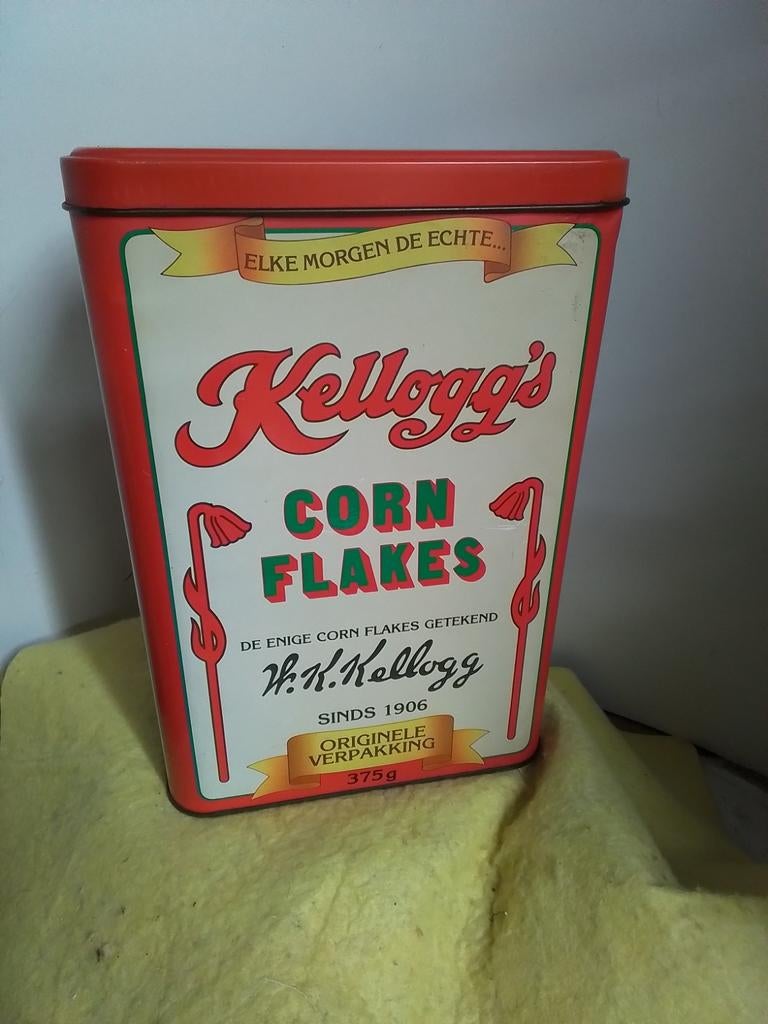 ELKE MORGEN DE ECHTE...
Kellogg's
CORN
FLAKES
DE ENIGE CORN FLAKES GETEKEND
W.K.Kellogg
SINDS 1906
ORIGINELE
VERPAKKING
375g